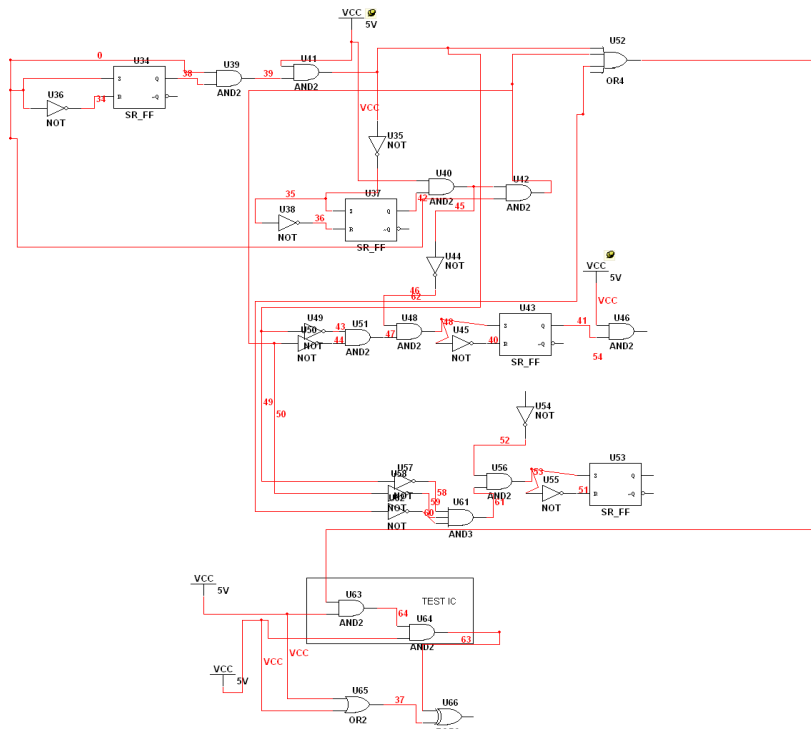 VCC
5V
U34
0
U39
U41
U52
S
Q
38
39
U36
34
R
~Q
AND2
AND2
OR4
NOT
SR_FF
VCC
U35
NOT
U40
U42
35
U37
U38
36
S
Q
42
AND2
AND2
45
R
~Q
NOT
SR_FF
U44
NOT
VCC
5V
46
62
VCC
U49
U43
U50
43
U51
U48
48
U45
S
Q
41
U46
44
47
40
R
~Q
NOT
AND2
AND2
NOT
SR_FF
AND2
54
49
50
U54
NOT
52
U53
U57
U58
U56
53
U55
S
Q
58
NOT
AND2
51
R
~Q
59
U61
61
NOT
SR_FF
60
NOT
AND3
VCC
5V
U63
TEST IC
64
U64
AND2
63
AND2
VCC
VCC
VCC
5V
U65
37
U66
OR2